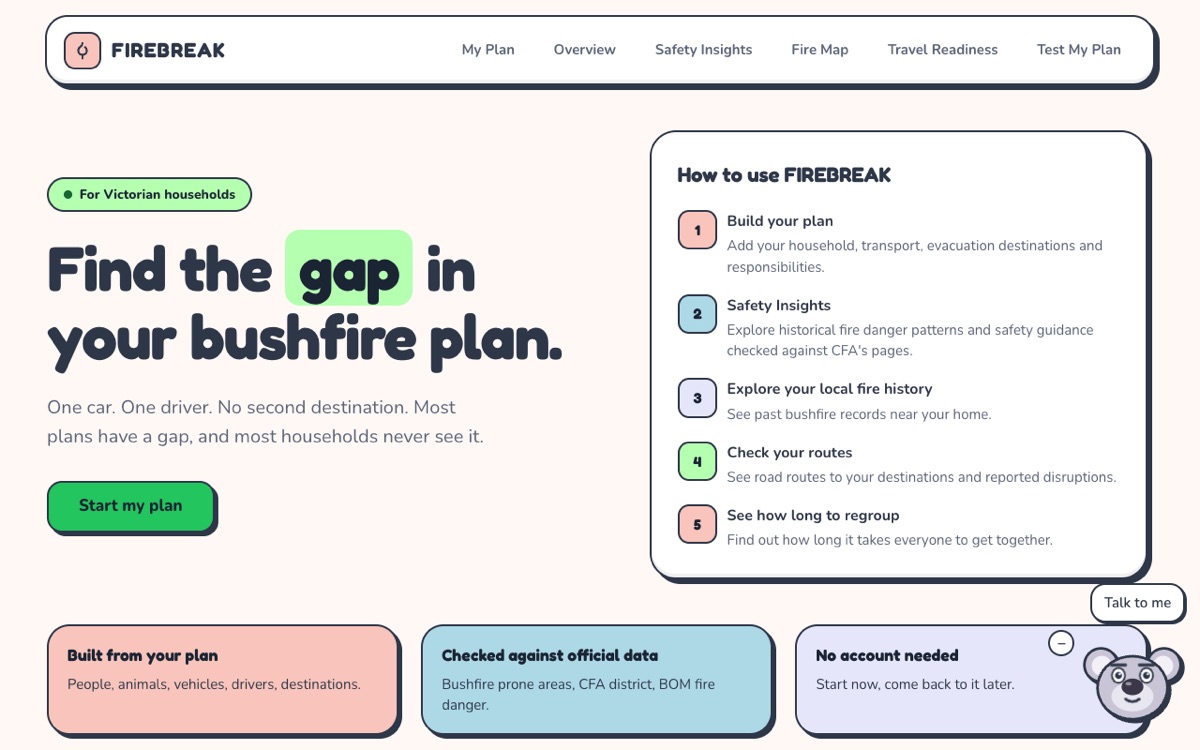 FIREBREAK
My Plan
Overview
Safety Insights
Fire Map
Travel Readiness
Test My Plan
For Victorian households
Find the gap in
your bushfire plan.
One car. One driver. No second destination. Most
plans have a gap, and most households never see it.
Start my plan
How to use FIREBREAK
1
Build your plan
Add your household, transport, evacuation destinations and
responsibilities.
2
Safety Insights
Explore historical fire danger patterns and safety guidance
checked against CFA's pages.
3
Explore your local fire history
See past bushfire records near your home.
4
Check your routes
See road routes to your destinations and reported disruptions.
5
See how long to regroup
Find out how long it takes everyone to get together.
Talk to me
Built from your plan
People, animals, vehicles, drivers, destinations.
Checked against official data
Bushfire prone areas, CFA district, BOM fire
danger.
No account needed
Start now, come back to it later.
−